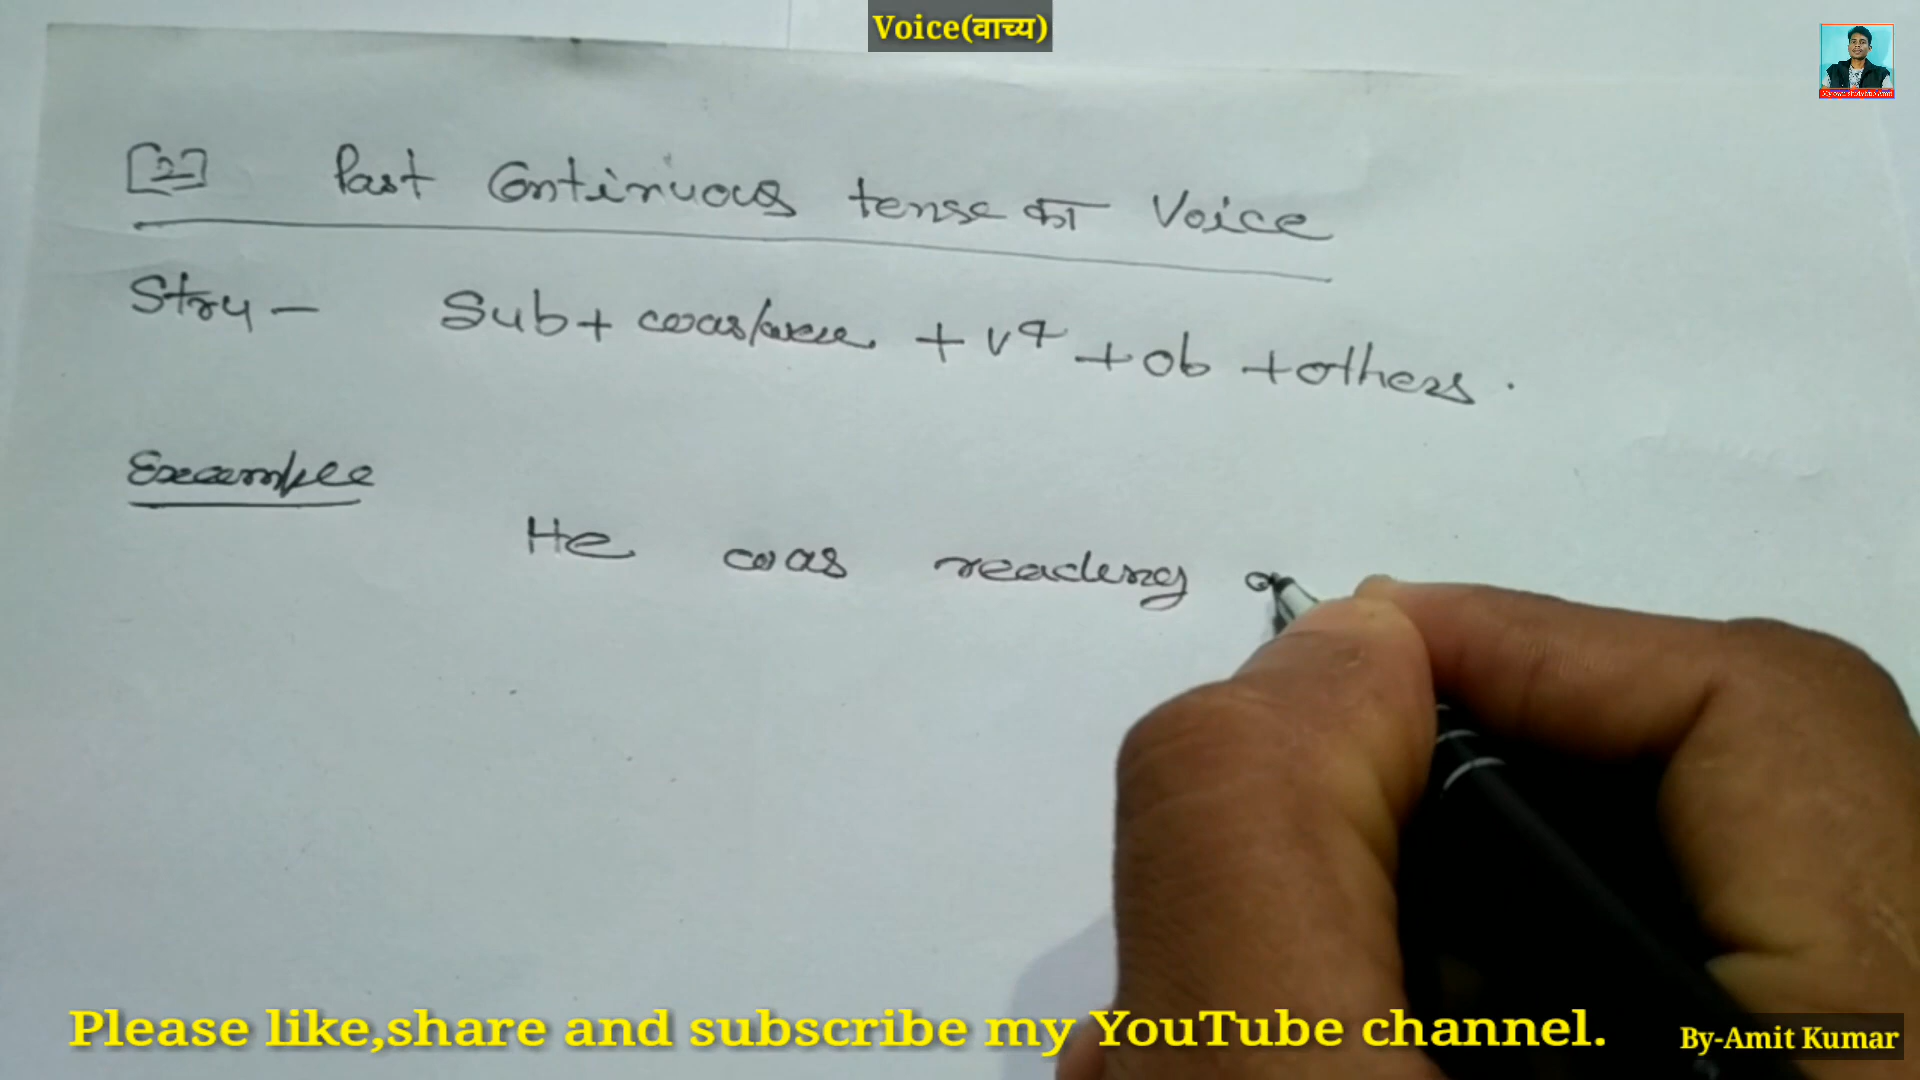 Voice(वाच्य)
[2] Past Continuous tense का Voice
Stru - Sub + was/were + v4 + ob + others.
Example
He was reading a
Please like,share and subscribe my YouTube channel.
By-Amit Kumar